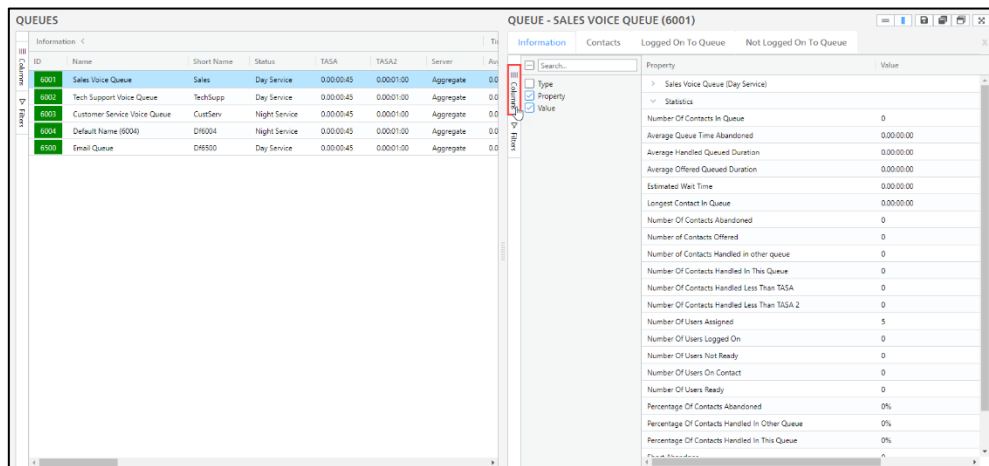 QUEUES
Information <
Columns
Filters
ID Name Short Name Status TASA TASA2 Server
6001 Sales Voice Queue Sales Day Service 0.00:00:45 0.00:01:00 Aggregate 0.0
6002 Tech Support Voice Queue TechSupp Day Service 0.00:00:45 0.00:01:00 Aggregate 0.0
6003 Customer Service Voice Queue CustServ Night Service 0.00:00:45 0.00:01:00 Aggregate 0.0
6004 Default Name (6004) Df6004 Night Service 0.00:00:45 0.00:01:00 Aggregate 0.0
6500 Email Queue Df6500 Day Service 0.00:00:45 0.00:01:00 Aggregate 0.0
QUEUE - SALES VOICE QUEUE (6001)
Information Contacts Logged On To Queue Not Logged On To Queue
Columns
Filters
Search...
Type
Property
Value
Property Value
> Sales Voice Queue (Day Service)
Statistics
Number Of Contacts In Queue 0
Average Queue Time Abandoned 0.00:00:00
Average Handled Queued Duration 0.00:00:00
Average Offered Queued Duration 0.00:00:00
Estimated Wait Time 0.00:00:00
Longest Contact In Queue 0.00:00:00
Number Of Contacts Abandoned 0
Number of Contacts Offered 0
Number of Contacts Handled in other queue 0
Number Of Contacts Handled In This Queue 0
Number Of Contacts Handled Less Than TASA 0
Number Of Contacts Handled Less Than TASA 2 0
Number Of Users Assigned 5
Number Of Users Logged On 0
Number Of Users Not Ready 0
Number Of Users On Contact 0
Number Of Users Ready 0
Percentage Of Contacts Abandoned 0%
Percentage Of Contacts Handled In Other Queue 0%
Percentage Of Contacts Handled In This Queue 0%